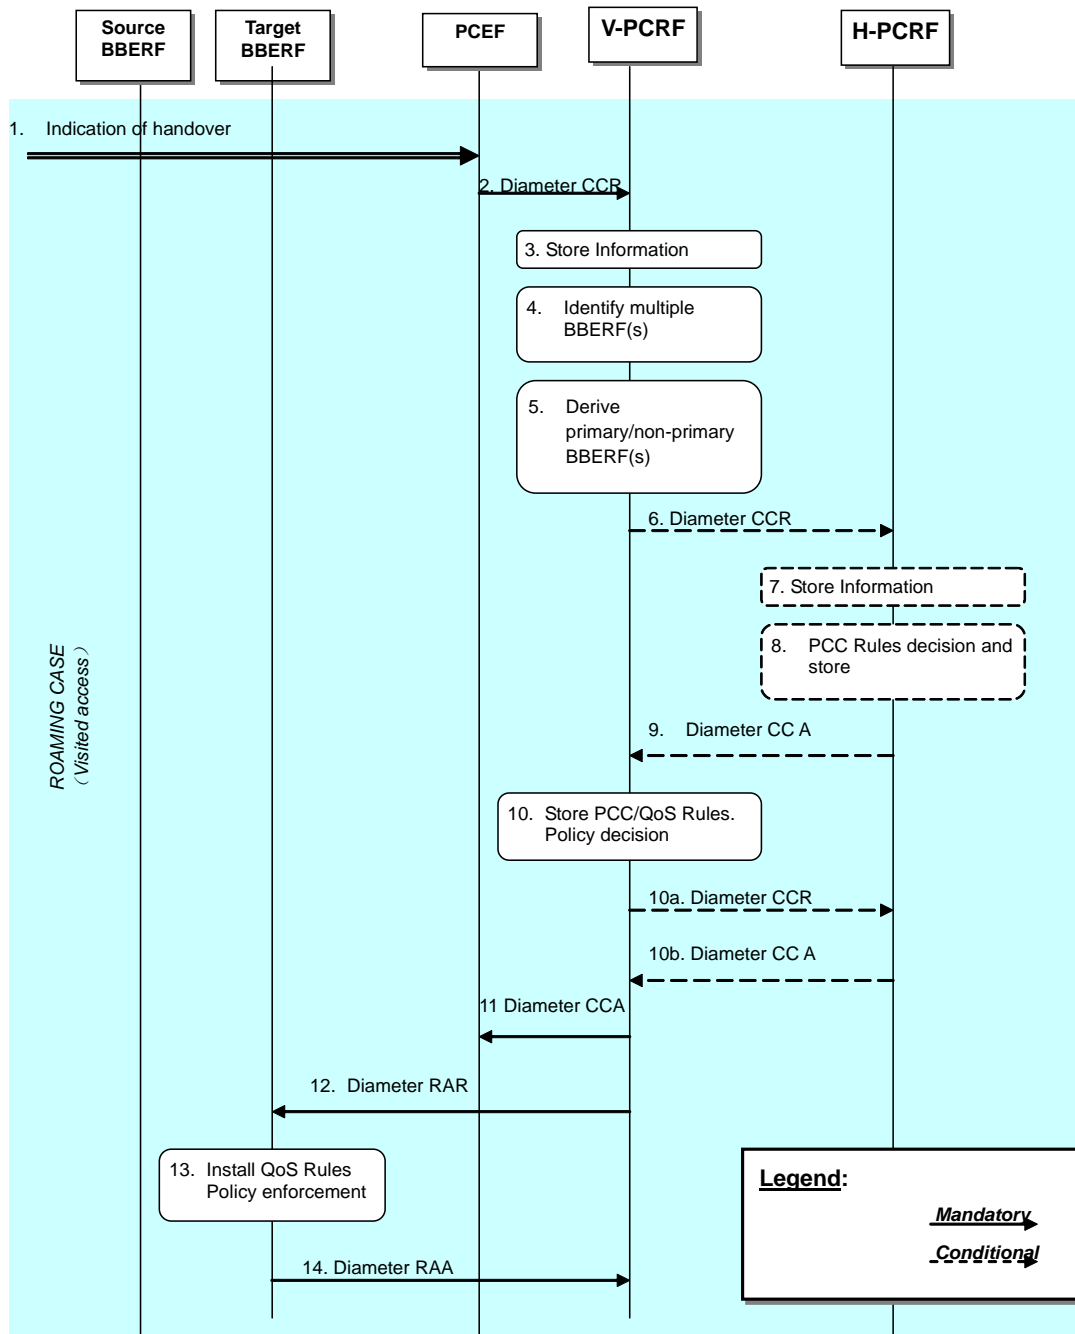 Source
BBERF
Target
BBERF
PCEF
V-PCRF
H-PCRF
1. Indication of handover
2. Diameter CCR
3. Store Information
4. Identify multiple
BBERF(s)
5. Derive
primary/non-primary
BBERF(s)
6. Diameter CCR
7. Store Information
8. PCC Rules decision and
store
ROAMING CASE
（Visited access）
9. Diameter CC A
10. Store PCC/QoS Rules.
Policy decision
10a. Diameter CCR
10b. Diameter CC A
11 Diameter CCA
12. Diameter RAR
13. Install QoS Rules
Policy enforcement
14. Diameter RAA
Legend:
Mandatory
Conditional